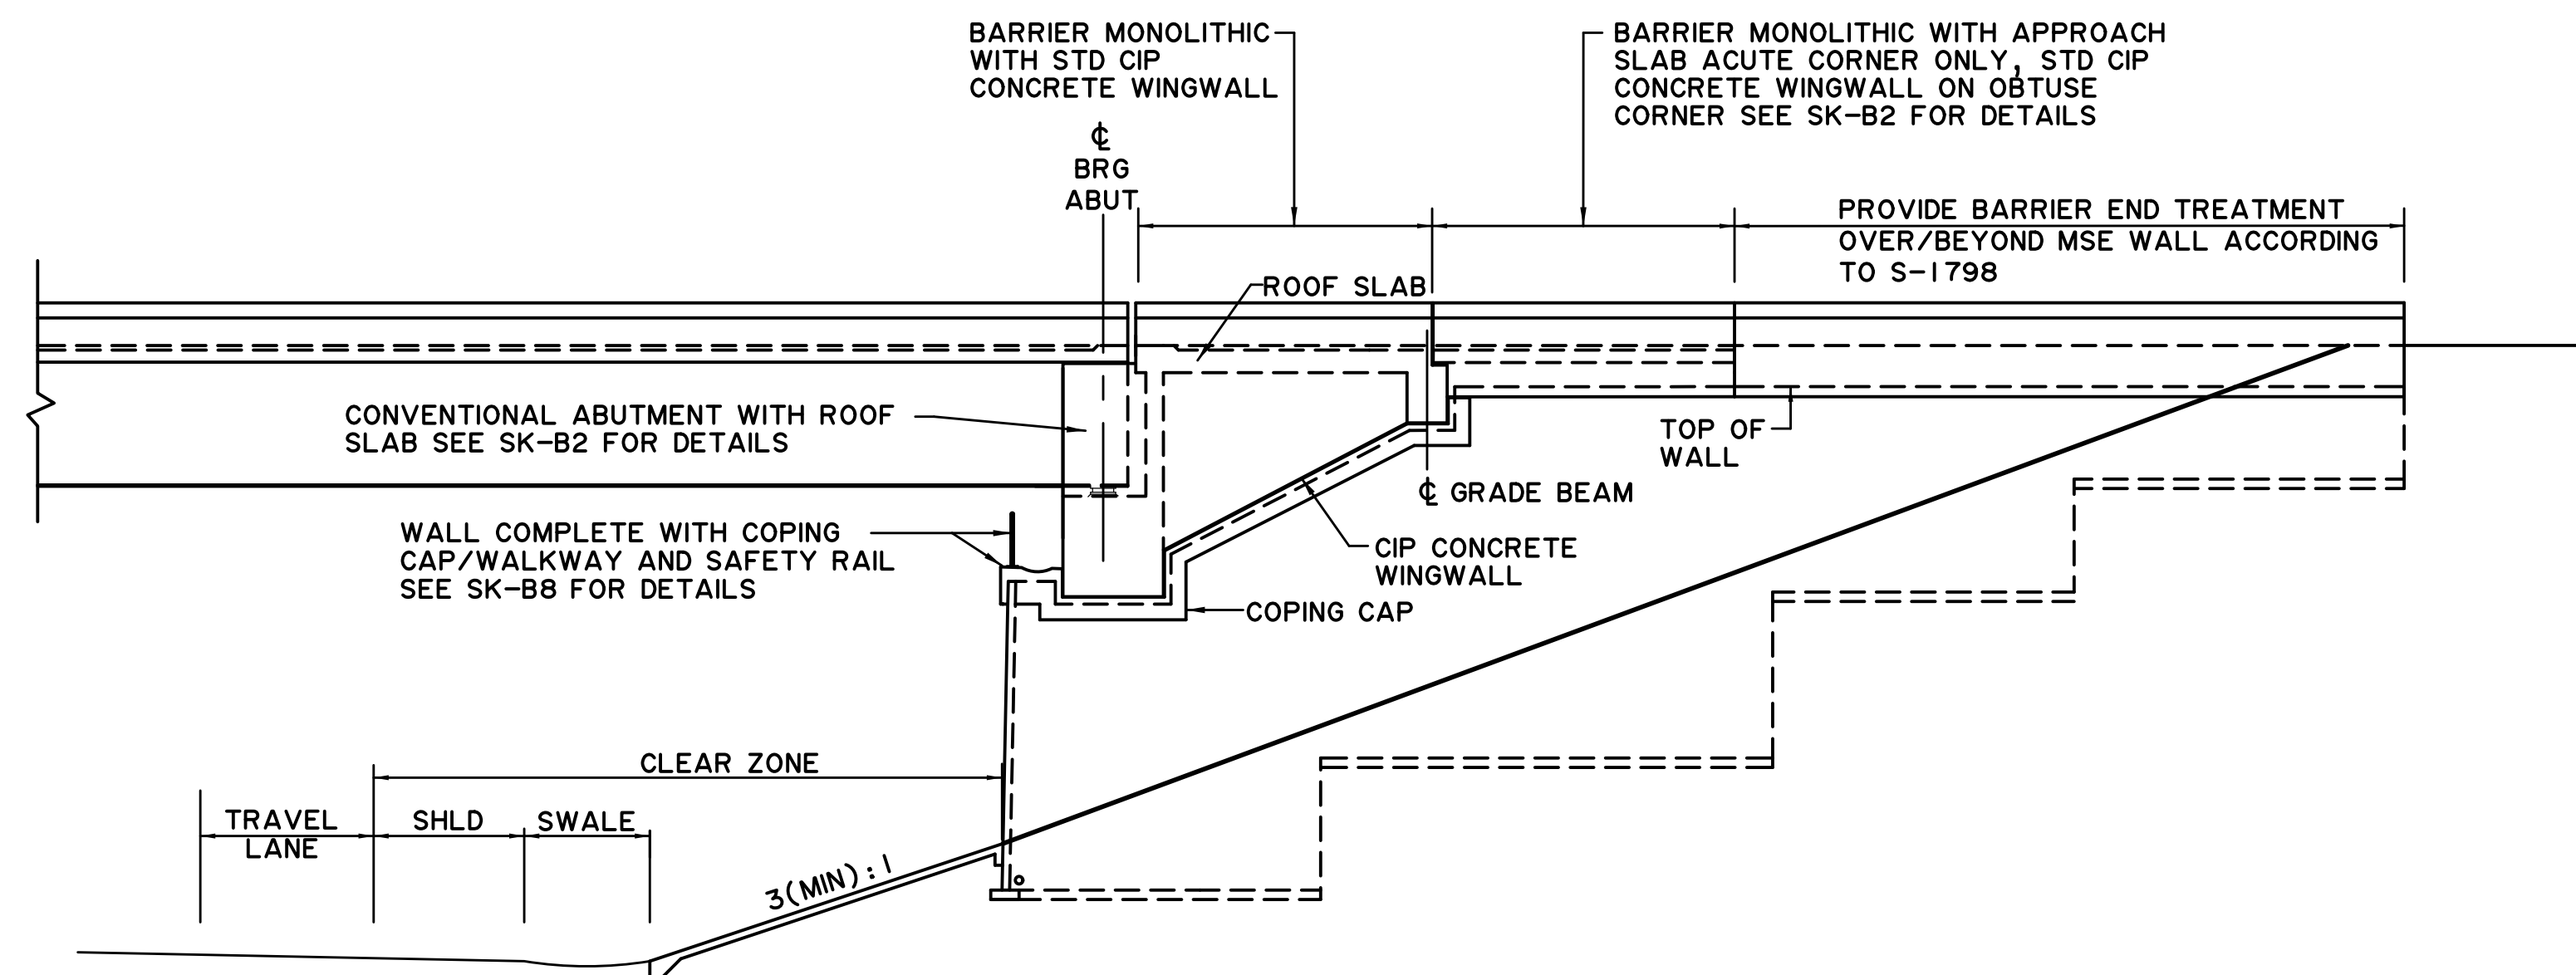 BARRIER MONOLITHIC
WITH STD CIP
CONCRETE WINGWALL
BARRIER MONOLITHIC WITH APPROACH
SLAB ACUTE CORNER ONLY, STD CIP
CONCRETE WINGWALL ON OBTUSE
CORNER SEE SK-B2 FOR DETAILS
℄
BRG
ABUT
PROVIDE BARRIER END TREATMENT
OVER/BEYOND MSE WALL ACCORDING
TO S-1798
ROOF SLAB
CONVENTIONAL ABUTMENT WITH ROOF
SLAB SEE SK-B2 FOR DETAILS
TOP OF
WALL
℄ GRADE BEAM
WALL COMPLETE WITH COPING
CAP/WALKWAY AND SAFETY RAIL
SEE SK-B8 FOR DETAILS
CIP CONCRETE
WINGWALL
COPING CAP
CLEAR ZONE
TRAVEL
LANE
SHLD
SWALE
3(MIN):1